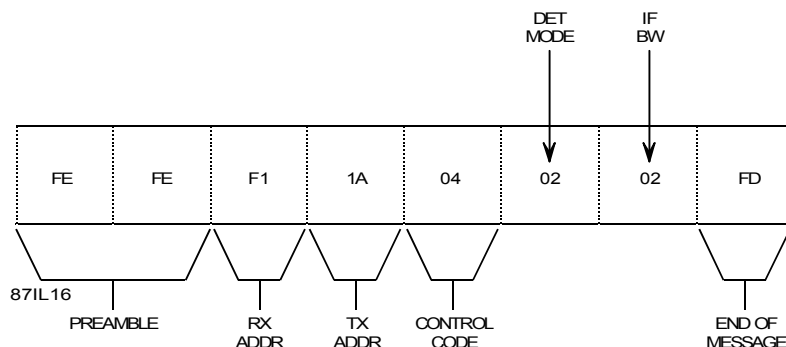 DET
MODE
IF
BW
FE FE F1 1A 04 02 02 FD
87IL16
PREAMBLE
RX
ADDR
TX
ADDR
CONTROL
CODE
END OF
MESSAGE